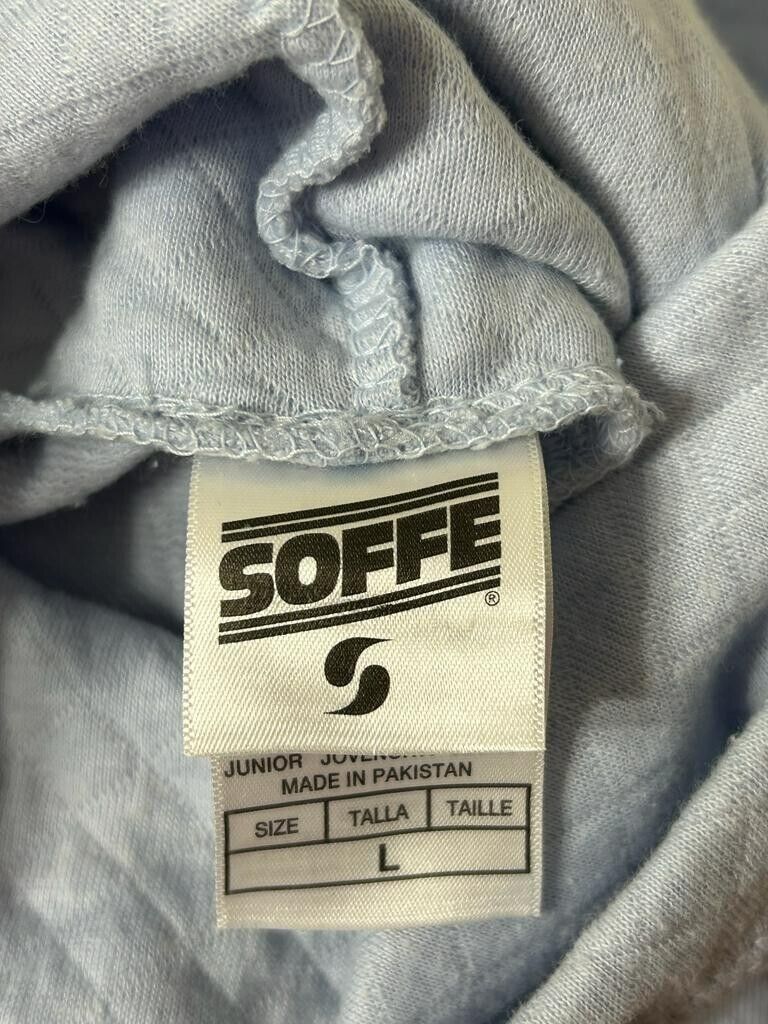 SOFFE
®
JUNIOR
MADE IN PAKISTAN
SIZE TALLA TAILLE
L